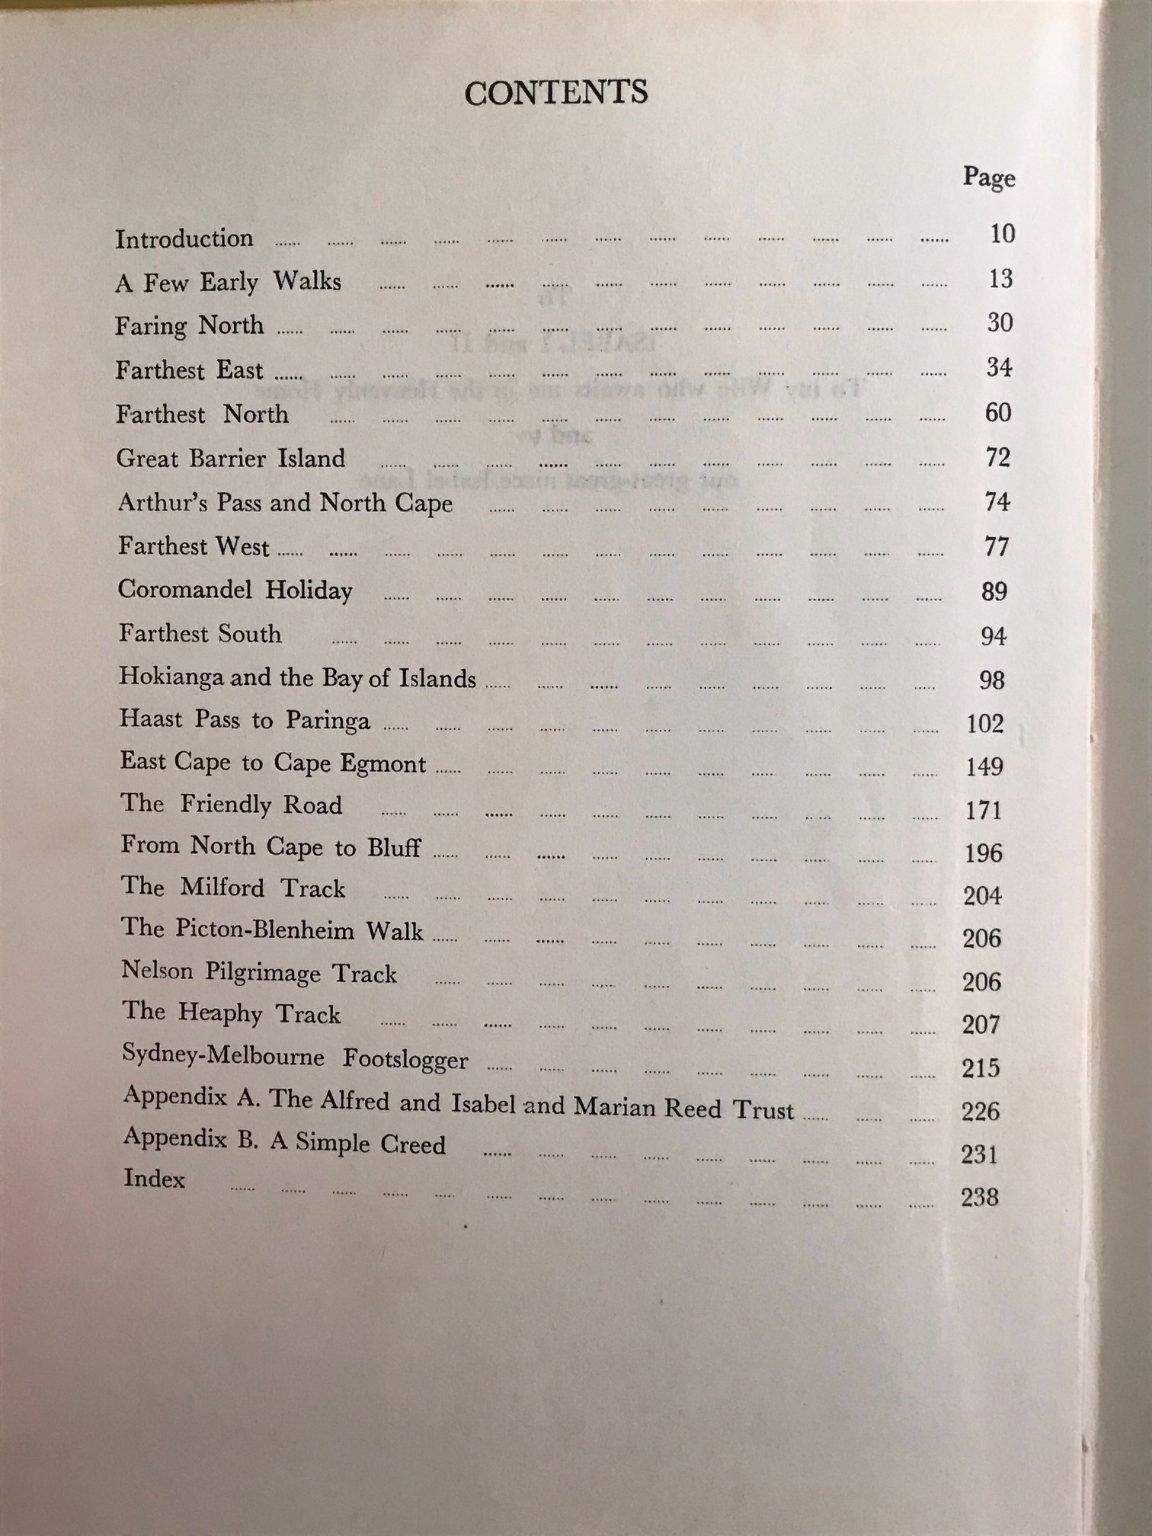 CONTENTS
Page
Introduction ...... ...... ...... ...... ...... ...... ...... ...... ...... ...... ...... ...... ...... 10
A Few Early Walks ...... ...... ...... ...... ...... ...... ...... ...... ...... ...... ...... 13
Faring North ...... ...... ...... ...... ...... ...... ...... ...... ...... ...... ...... ...... ...... 30
Farthest East ...... ...... ...... ...... ...... ...... ...... ...... ...... ...... ...... ...... ...... 34
Farthest North ...... ...... ...... ...... ...... ...... ...... ...... ...... ...... ...... ...... 60
Great Barrier Island ...... ...... ...... ...... ...... ...... ...... ...... ...... ...... ...... 72
Arthur's Pass and North Cape ...... ...... ...... ...... ...... ...... ...... ...... ...... 74
Farthest West ...... ...... ...... ...... ...... ...... ...... ...... ...... ...... ...... ...... ...... 77
Coromandel Holiday ...... ...... ...... ...... ...... ...... ...... ...... ...... ...... ...... 89
Farthest South ...... ...... ...... ...... ...... ...... ...... ...... ...... ...... ...... ...... 94
Hokianga and the Bay of Islands ...... ...... ...... ...... ...... ...... ...... ...... ...... 98
Haast Pass to Paringa ...... ...... ...... ...... ...... ...... ...... ...... ...... ...... ...... 102
East Cape to Cape Egmont ...... ...... ...... ...... ...... ...... ...... ...... ...... ...... 149
The Friendly Road ...... ...... ...... ...... ...... ...... ...... ...... ...... ...... ...... 171
From North Cape to Bluff ...... ...... ...... ...... ...... ...... ...... ...... ...... ...... 196
The Milford Track ...... ...... ...... ...... ...... ...... ...... ...... ...... ...... ...... 204
The Picton-Blenheim Walk ...... ...... ...... ...... ...... ...... ...... ...... ...... ...... 206
Nelson Pilgrimage Track ...... ...... ...... ...... ...... ...... ...... ...... ...... ...... 206
The Heaphy Track ...... ...... ...... ...... ...... ...... ...... ...... ...... ...... ...... 207
Sydney-Melbourne Footslogger ...... ...... ...... ...... ...... ...... ...... ...... ...... 215
Appendix A. The Alfred and Isabel and Marian Reed Trust ...... ...... ...... 226
Appendix B. A Simple Creed ...... ...... ...... ...... ...... ...... ...... ...... ...... 231
Index ...... ...... ...... ...... ...... ...... ...... ...... ...... ...... ...... ...... ...... ...... 238